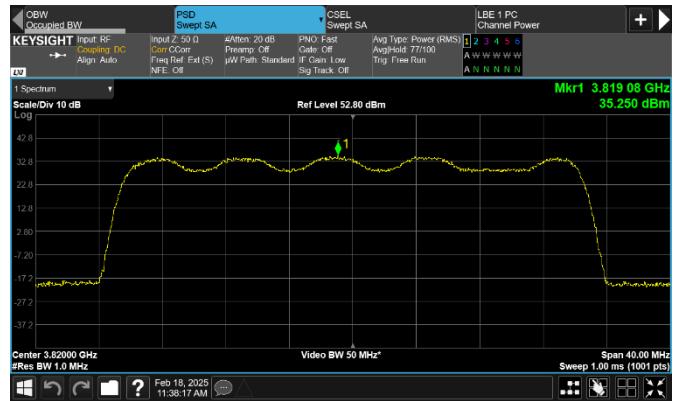 OBW
Occupied BW
PSD
Swept SA
CSEL
Swept SA
LBE 1 PC
Channel Power
KEYSIGHT
Input: RF
Coupling: DC
Align: Auto
LXI
Input Z: 50 Ω
Corr CCorr
Freq Ref: Ext (S)
NFE: Off
#Atten: 20 dB
Preamp: Off
µW Path: Standard
PNO: Fast
Gate: Off
IF Gain: Low
Sig Track: Off
Avg Type: Power (RMS)
Avg|Hold: 77/100
Trig: Free Run
1 2 3 4 5 6
A W W W W W
A N N N N N
1 Spectrum
Scale/Div 10 dB
Log
Ref Level 52.80 dBm
Mkr1 3.819 08 GHz
35.250 dBm
1
42.8
32.8
22.8
12.8
2.80
-7.20
-17.2
-27.2
-37.2
Center 3.82000 GHz
#Res BW 1.0 MHz
Video BW 50 MHz*
Span 40.00 MHz
Sweep 1.00 ms (1001 pts)
?
Feb 18, 2025
11:38:17 AM